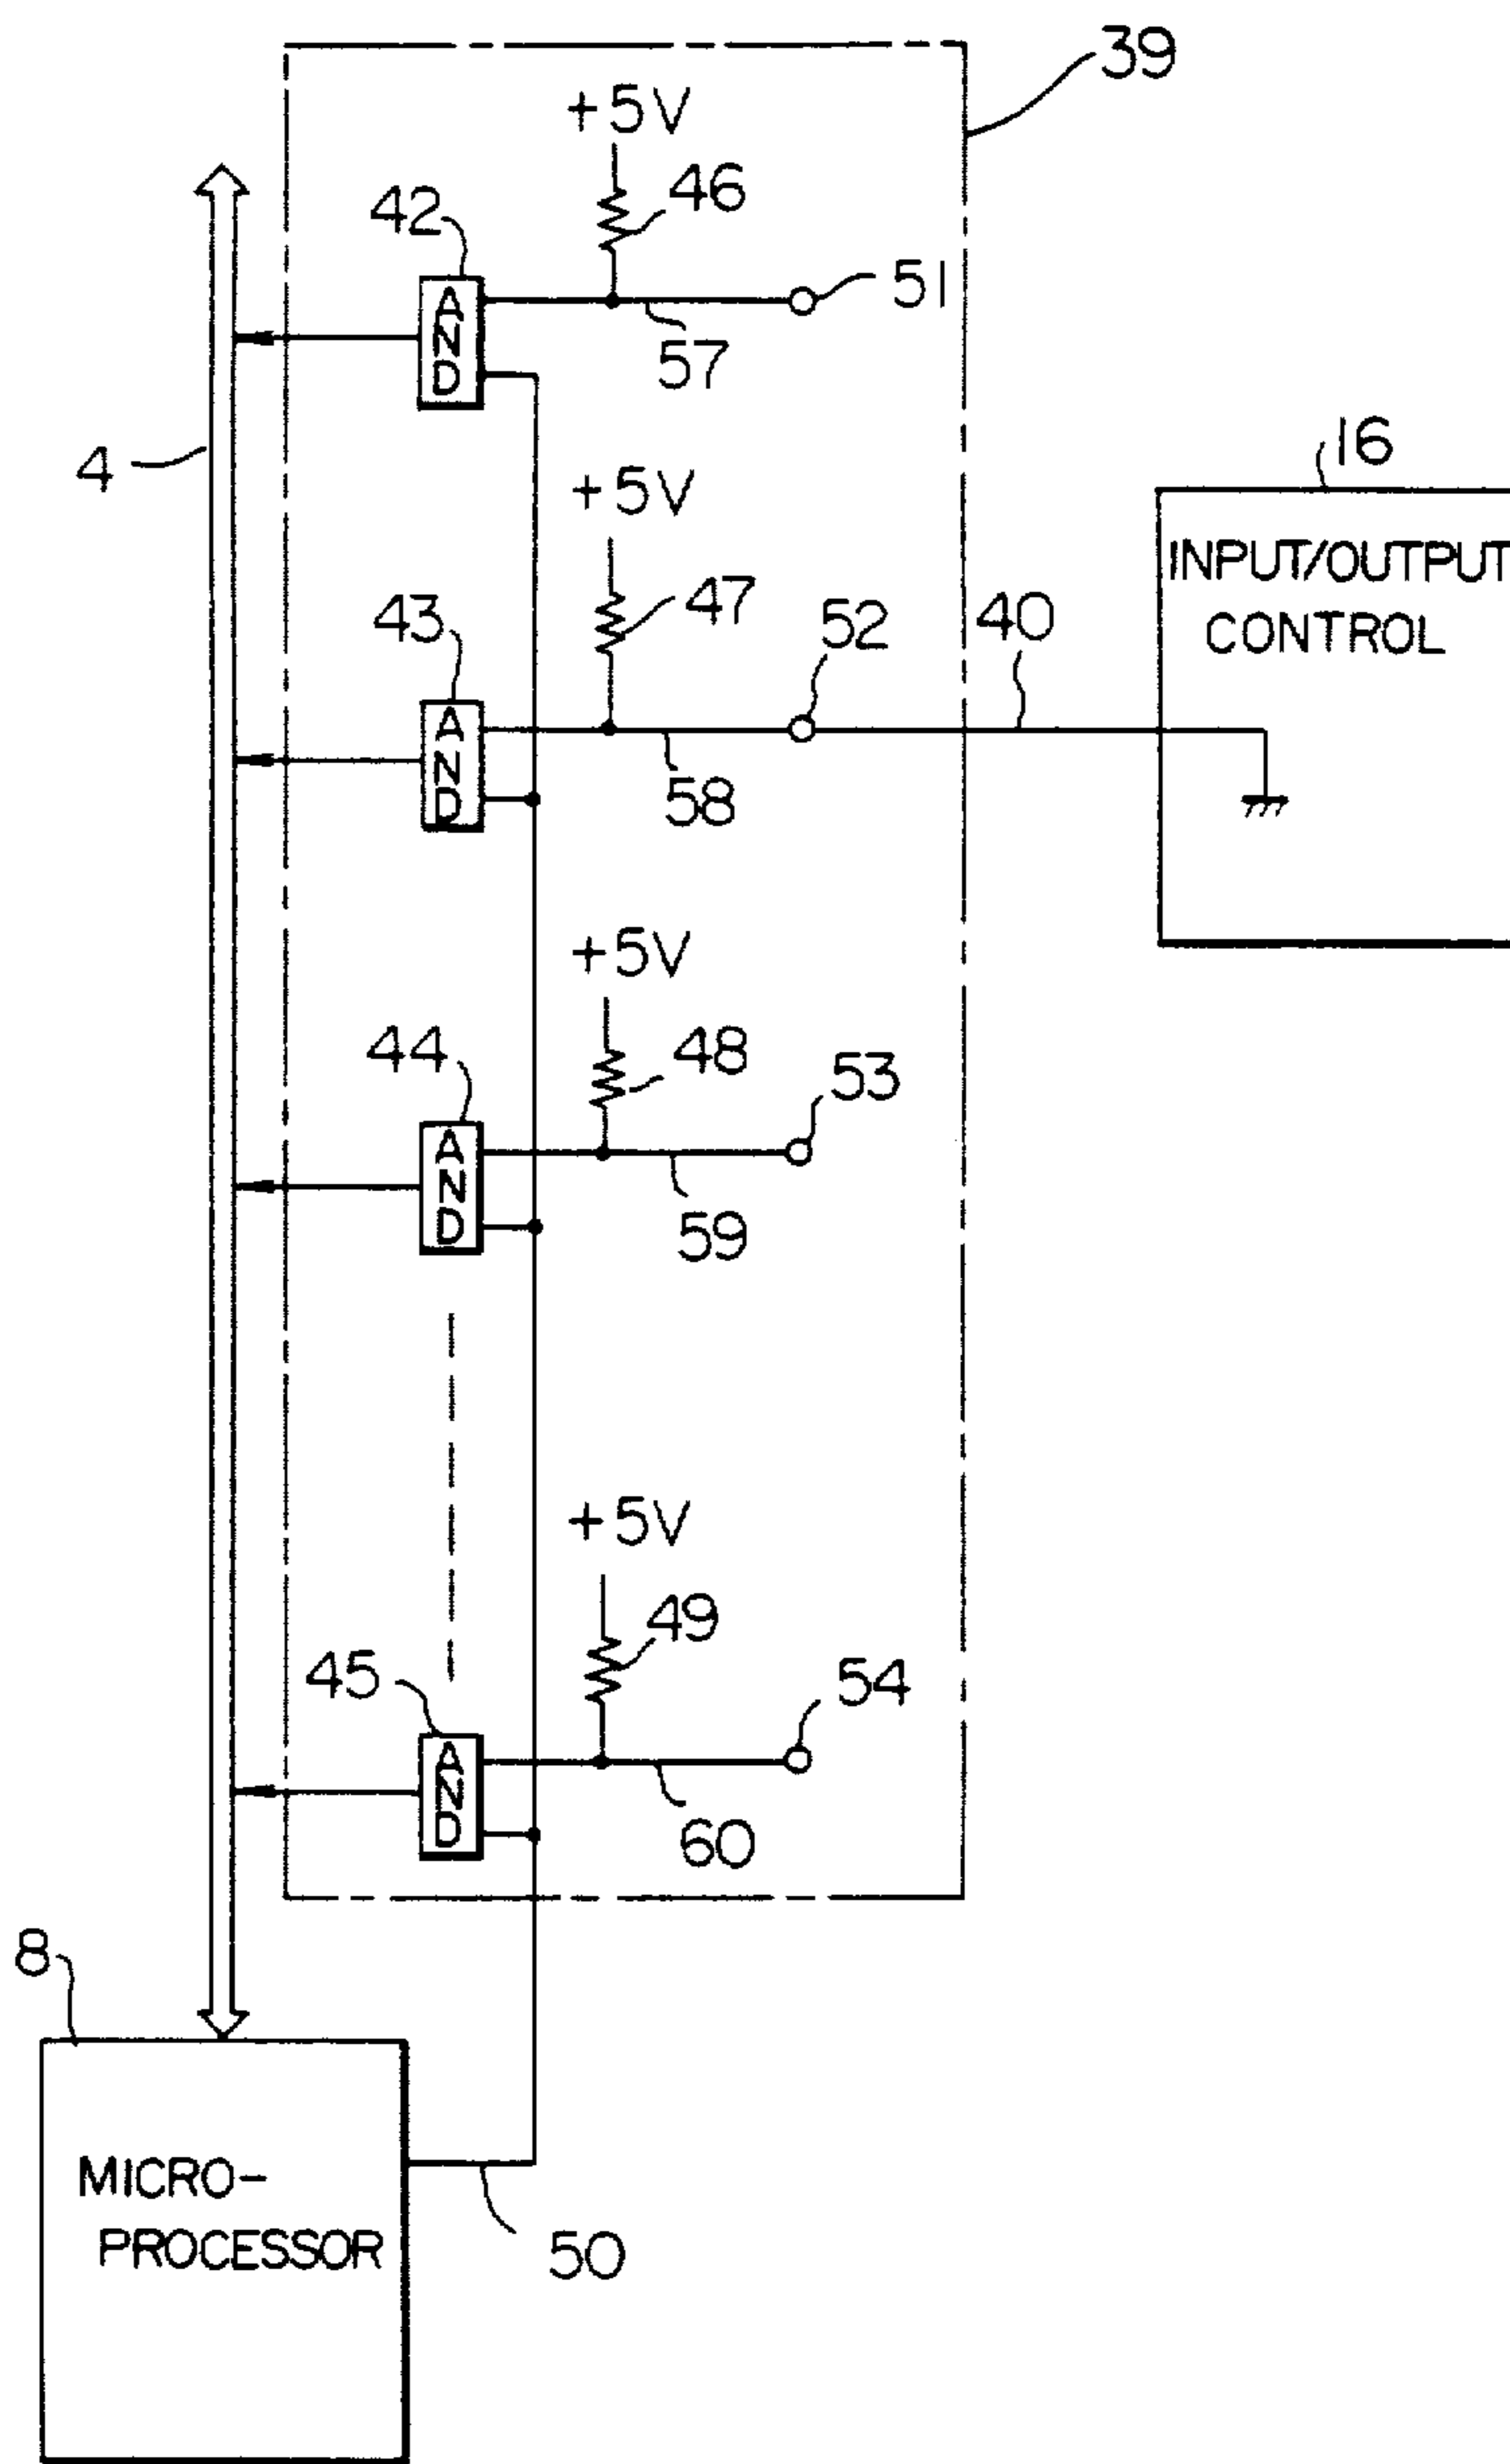 39
+5V
46
42
51
57
4
16
+5V
INPUT/OUTPUT
CONTROL
47
43
52
40
58
+5V
44
48
53
59
+5V
49
45
54
60
8
MICRO-
PROCESSOR
50
AND
AND
AND
AND